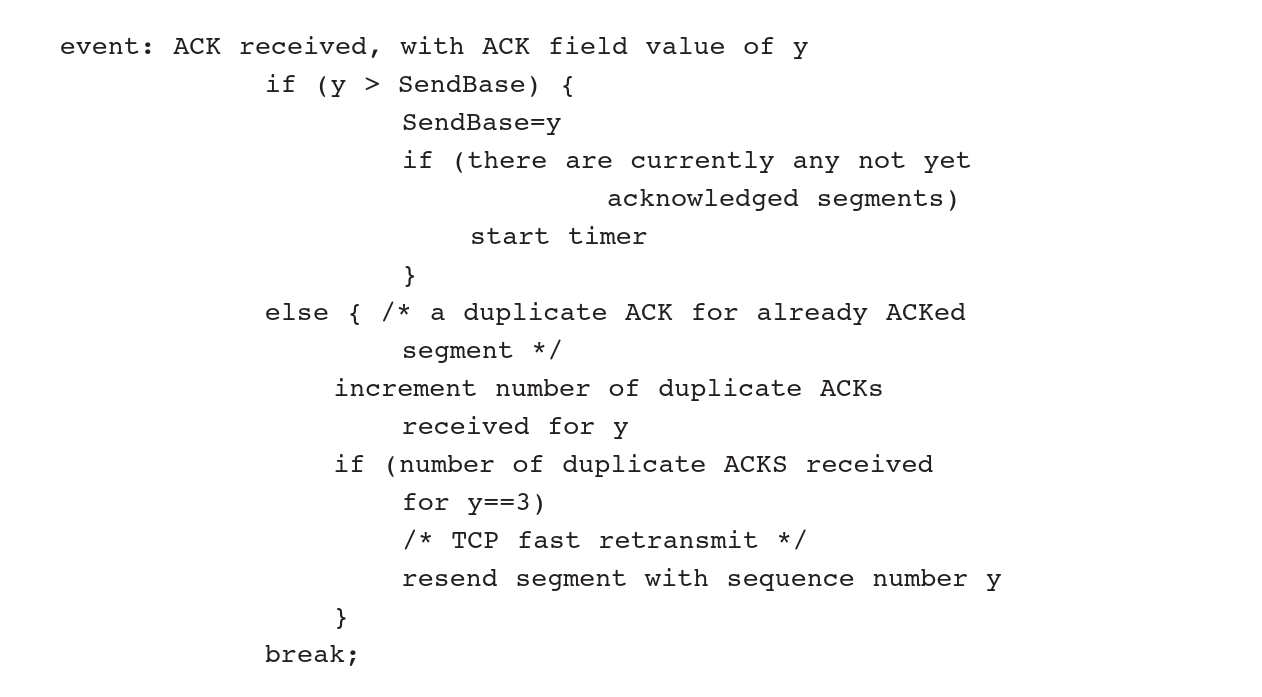 event: ACK received, with ACK field value of y
if (y > SendBase) {
SendBase=y
if (there are currently any not yet
acknowledged segments)
start timer
}
else { /* a duplicate ACK for already ACKed
segment */
increment number of duplicate ACKs
received for y
if (number of duplicate ACKS received
for y==3)
/* TCP fast retransmit */
resend segment with sequence number y
}
break;